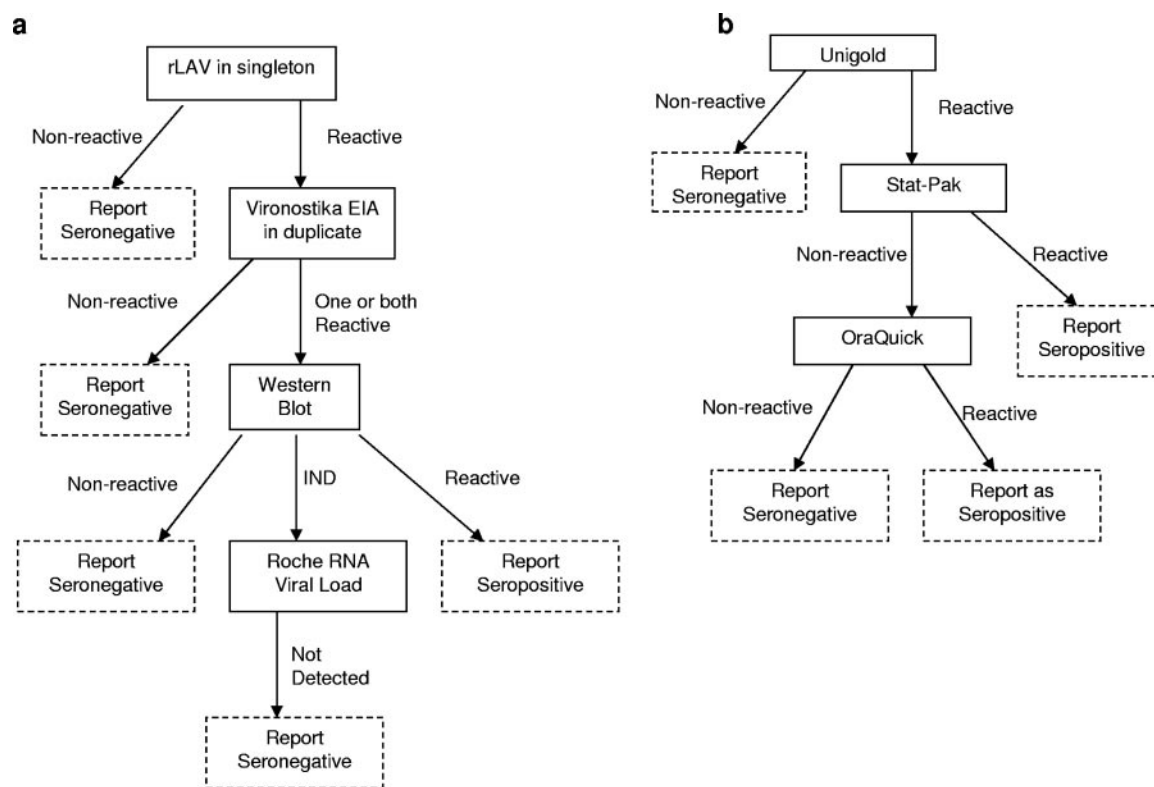 a
rLAV in singleton
Non-reactive
Reactive
Report
Seronegative
Vironostika EIA
in duplicate
Non-reactive
One or both
Reactive
Report
Seronegative
Western
Blot
Non-reactive
IND
Reactive
Report
Seronegative
Roche RNA
Viral Load
Report
Seropositive
Not
Detected
Report
Seronegative
b
Unigold
Non-reactive
Reactive
Report
Seronegative
Stat-Pak
Non-reactive
Reactive
OraQuick
Report
Seropositive
Non-reactive
Reactive
Report
Seronegative
Report as
Seropositive